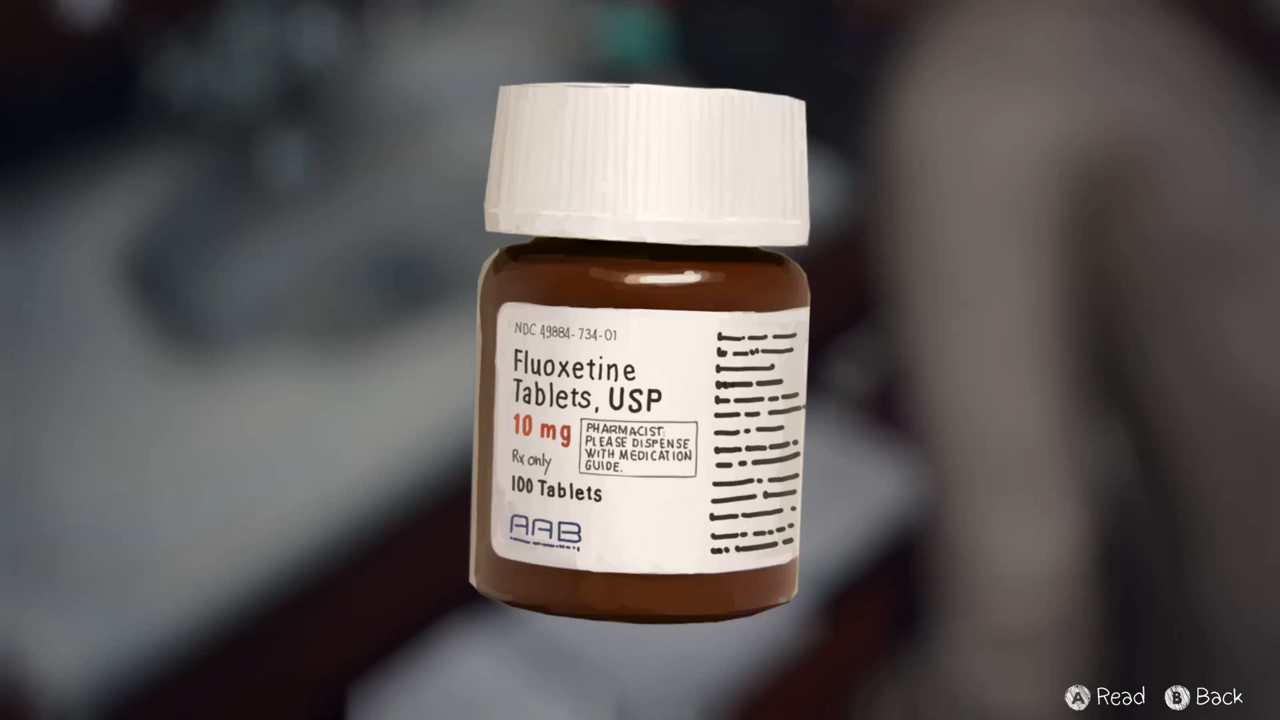 NDC 49884-734-01
Fluoxetine
Tablets, USP
10 mg
PHARMACIST:
PLEASE DISPENSE
WITH MEDICATION
GUIDE.
Rx only
100 Tablets
AAB
A Read B Back